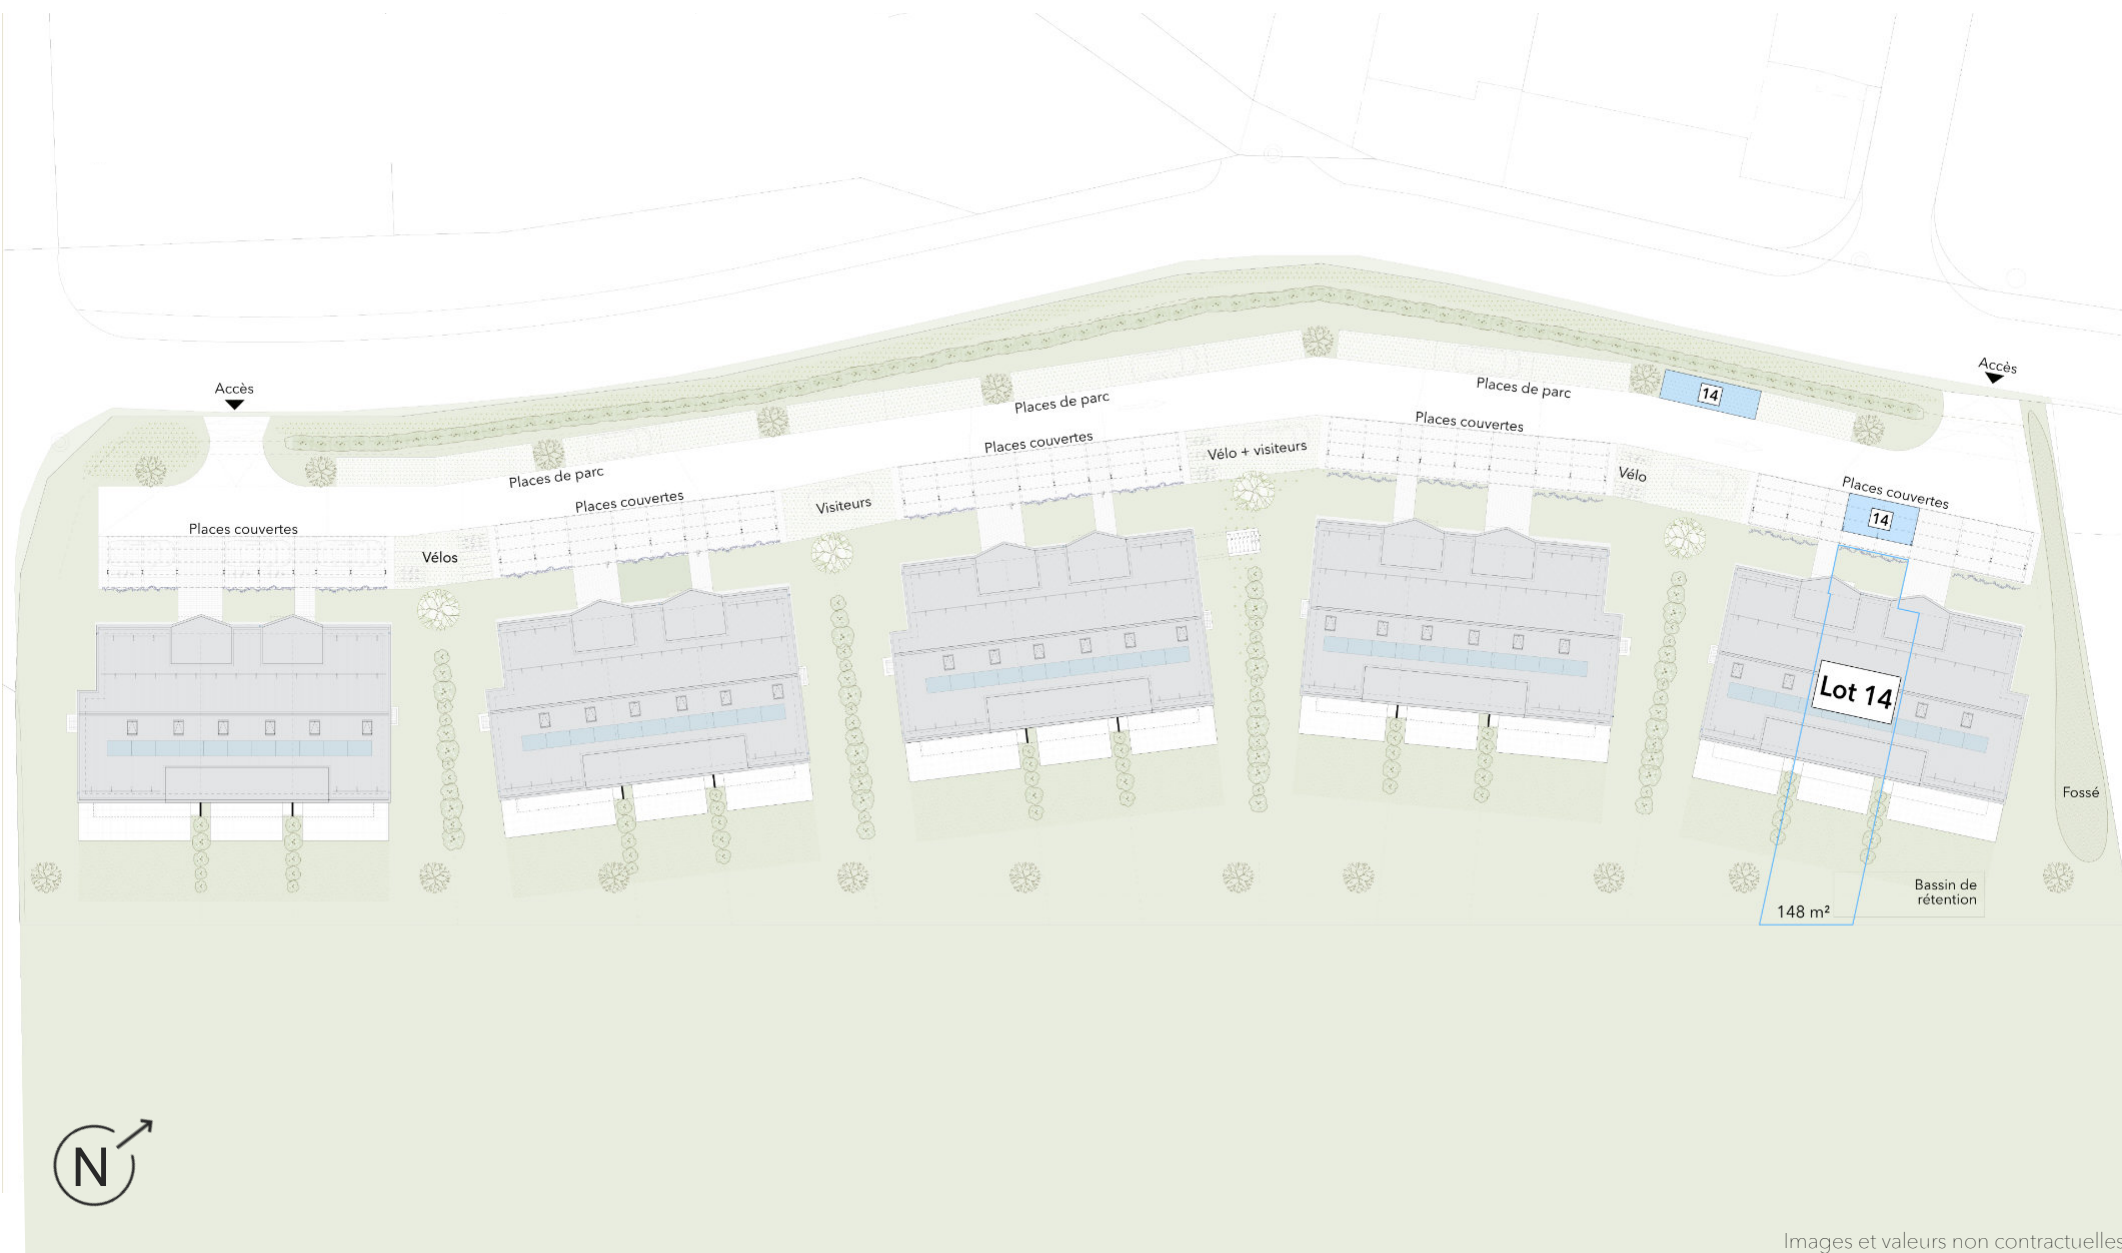 Accès
Accès
14
Places de parc
Places de parc
Places couvertes
Places couvertes
Vélo + visiteurs
Places de parc
Vélo
Places couvertes
14
Places couvertes
Visiteurs
Places couvertes
Vélos
Lot 14
Fossé
Bassin de
rétention
148 m²
N
Images et valeurs non contractuelles